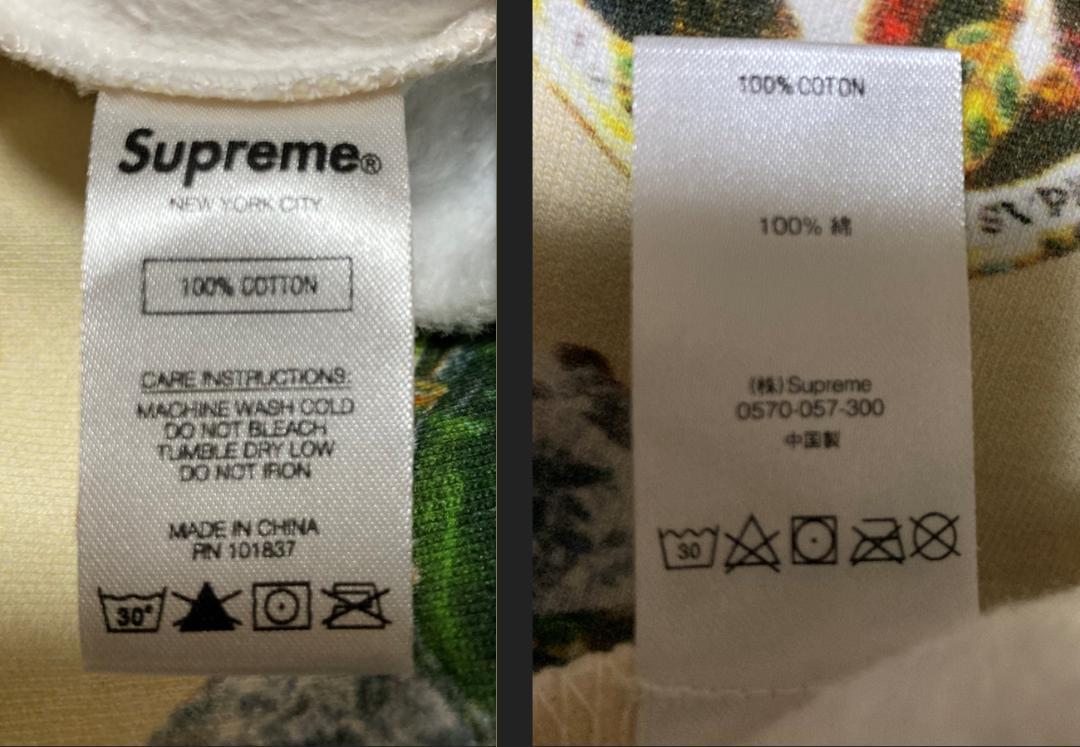 Supreme®
NEW YORK CITY
100% COTTON
CARE INSTRUCTIONS:
MACHINE WASH COLD
DO NOT BLEACH
TUMBLE DRY LOW
DO NOT IRON
MADE IN CHINA
RN 101837
30°
100% COTON
100% 綿
(株)Supreme
0570-057-300
中国製
30